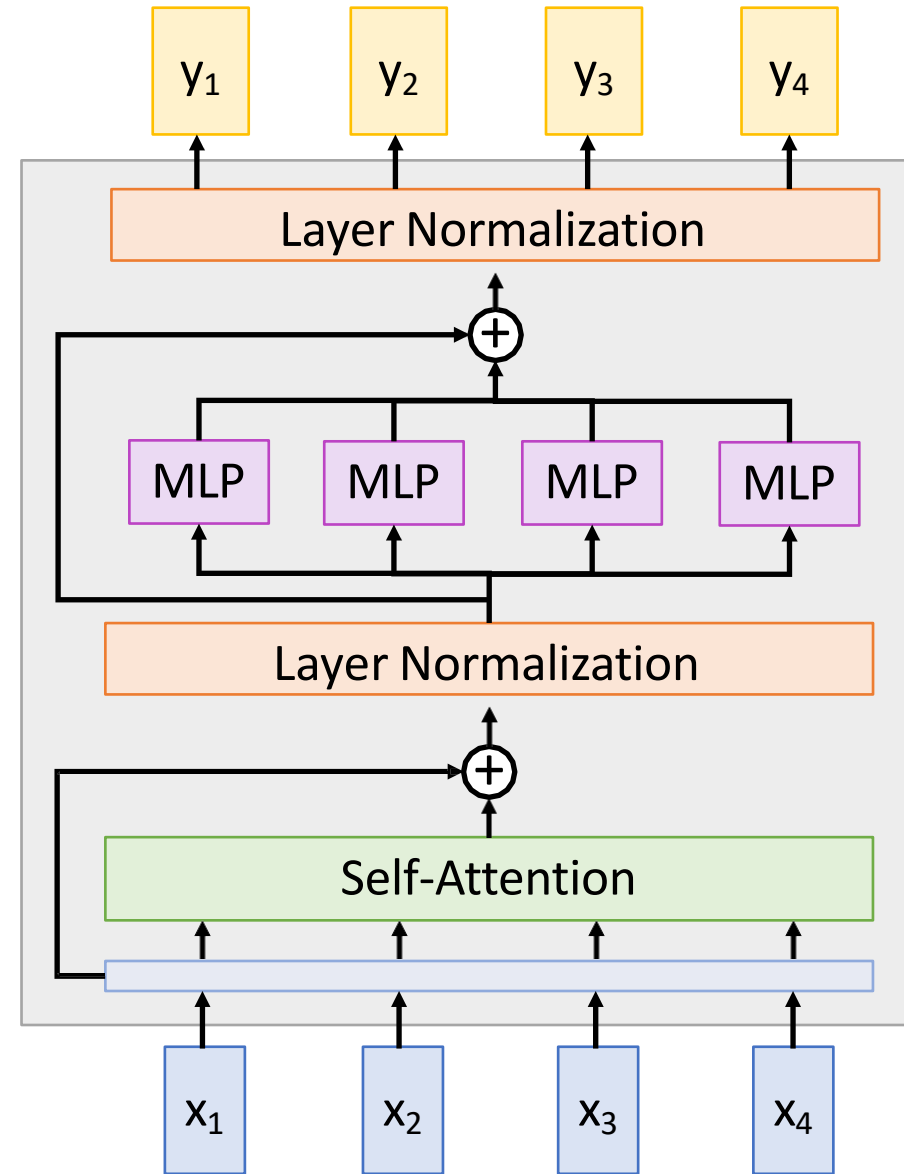 y₁ y₂ y₃ y₄
Layer Normalization
+
MLP MLP MLP MLP
Layer Normalization
+
Self-Attention
x₁ x₂ x₃ x₄